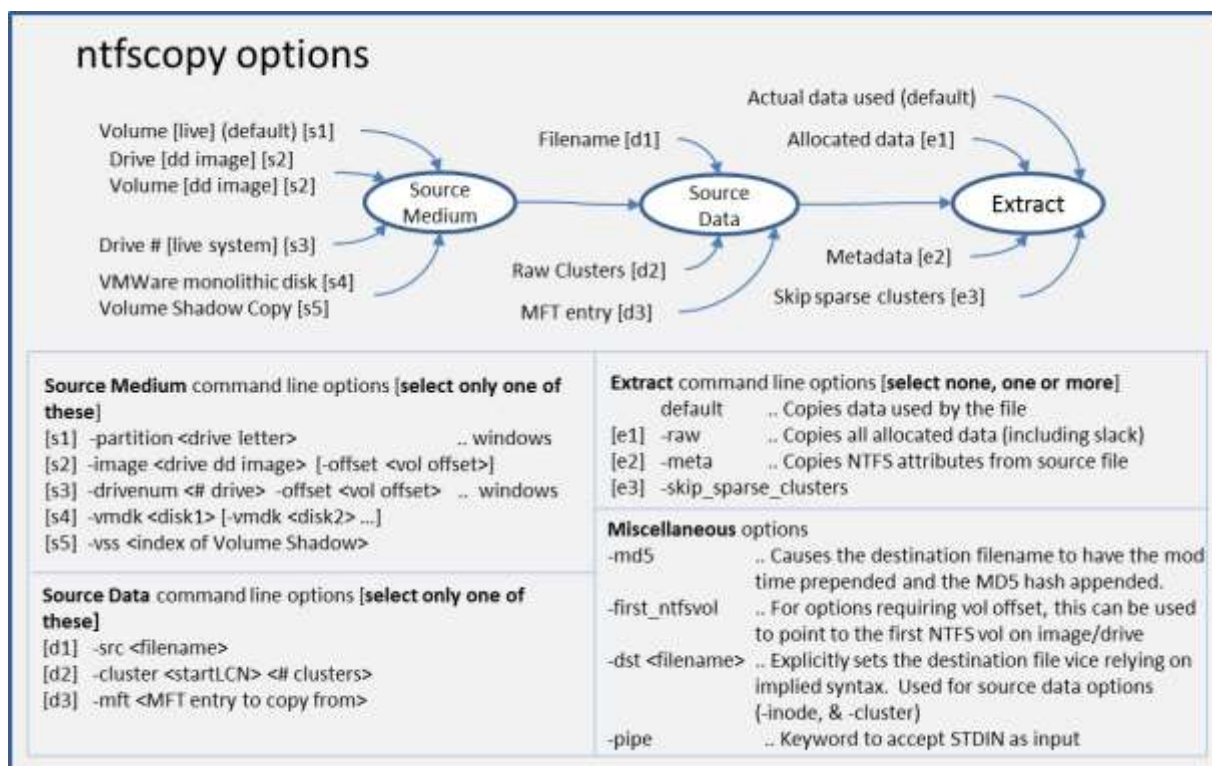 ntfscopy options
Volume [live] (default) [s1]
Drive [dd image] [s2]
Volume [dd image] [s2]
Drive # [live system] [s3]
VMWare monolithic disk [s4]
Volume Shadow Copy [s5]
Source
Medium
Filename [d1]
Raw Clusters [d2]
MFT entry [d3]
Source
Data
Actual data used (default)
Allocated data [e1]
Extract
Metadata [e2]
Skip sparse clusters [e3]
Source Medium command line options [select only one of
these]
[s1] -partition <drive letter> .. windows
[s2] -image <drive dd image> [-offset <vol offset>]
[s3] -drivenum <# drive> -offset <vol offset> .. windows
[s4] -vmdk <disk1> [-vmdk <disk2> ...]
[s5] -vss <index of Volume Shadow>
Source Data command line options [select only one of
these]
[d1] -src <filename>
[d2] -cluster <startLCN> <# clusters>
[d3] -mft <MFT entry to copy from>
Extract command line options [select none, one or more]
default .. Copies data used by the file
[e1] -raw .. Copies all allocated data (including slack)
[e2] -meta .. Copies NTFS attributes from source file
[e3] -skip_sparse_clusters
Miscellaneous options
-md5 .. Causes the destination filename to have the mod
time prepended and the MD5 hash appended.
-first_ntfsvol .. For options requiring vol offset, this can be used
to point to the first NTFS vol on image/drive
-dst <filename> .. Explicitly sets the destination file vice relying on
implied syntax. Used for source data options
(-inode, & -cluster)
-pipe .. Keyword to accept STDIN as input